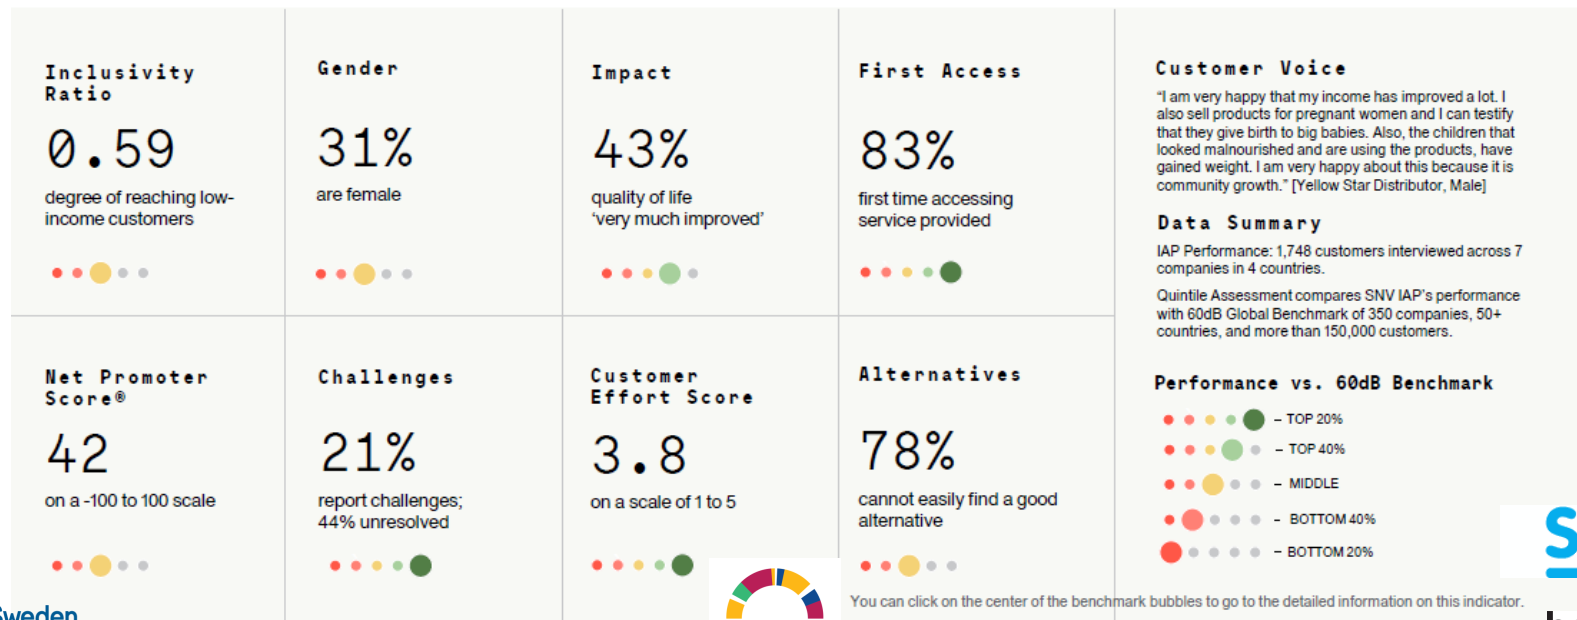 Inclusivity
Ratio
0.59
degree of reaching low-
income customers
Gender
31%
are female
Impact
43%
quality of life
‘very much improved’
First Access
83%
first time accessing
service provided
Net Promoter
Score®
42
on a -100 to 100 scale
Challenges
21%
report challenges;
44% unresolved
Customer
Effort Score
3.8
on a scale of 1 to 5
Alternatives
78%
cannot easily find a good
alternative
Customer Voice
“I am very happy that my income has improved a lot. I
also sell products for pregnant women and I can testify
that they give birth to big babies. Also, the children that
looked malnourished and are using the products, have
gained weight. I am very happy about this because it is
community growth.” [Yellow Star Distributor, Male]
Data Summary
IAP Performance: 1,748 customers interviewed across 7
companies in 4 countries.
Quintile Assessment compares SNV IAP’s performance
with 60dB Global Benchmark of 350 companies, 50+
countries, and more than 150,000 customers.
Performance vs. 60dB Benchmark
– TOP 20%
– TOP 40%
– MIDDLE
– BOTTOM 40%
– BOTTOM 20%
You can click on the center of the benchmark bubbles to go to the detailed information on this indicator.
Sweden
S